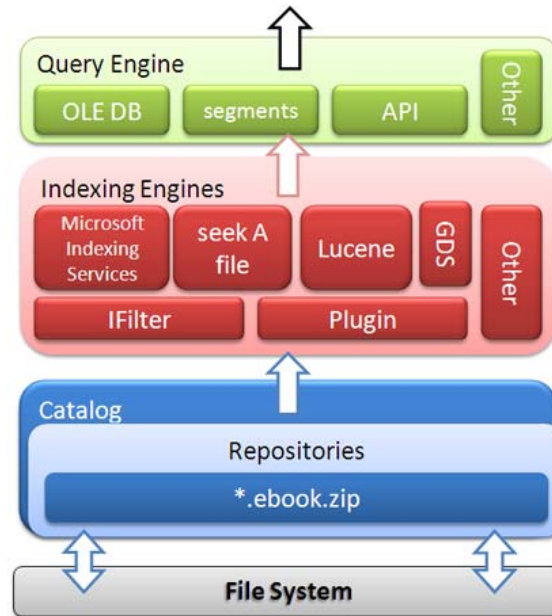 Query Engine
OLE DB
segments
API
Other
Indexing Engines
Microsoft
Indexing
Services
seek A
file
Lucene
GDS
Other
IFilter
Plugin
Catalog
Repositories
*.ebook.zip
File System